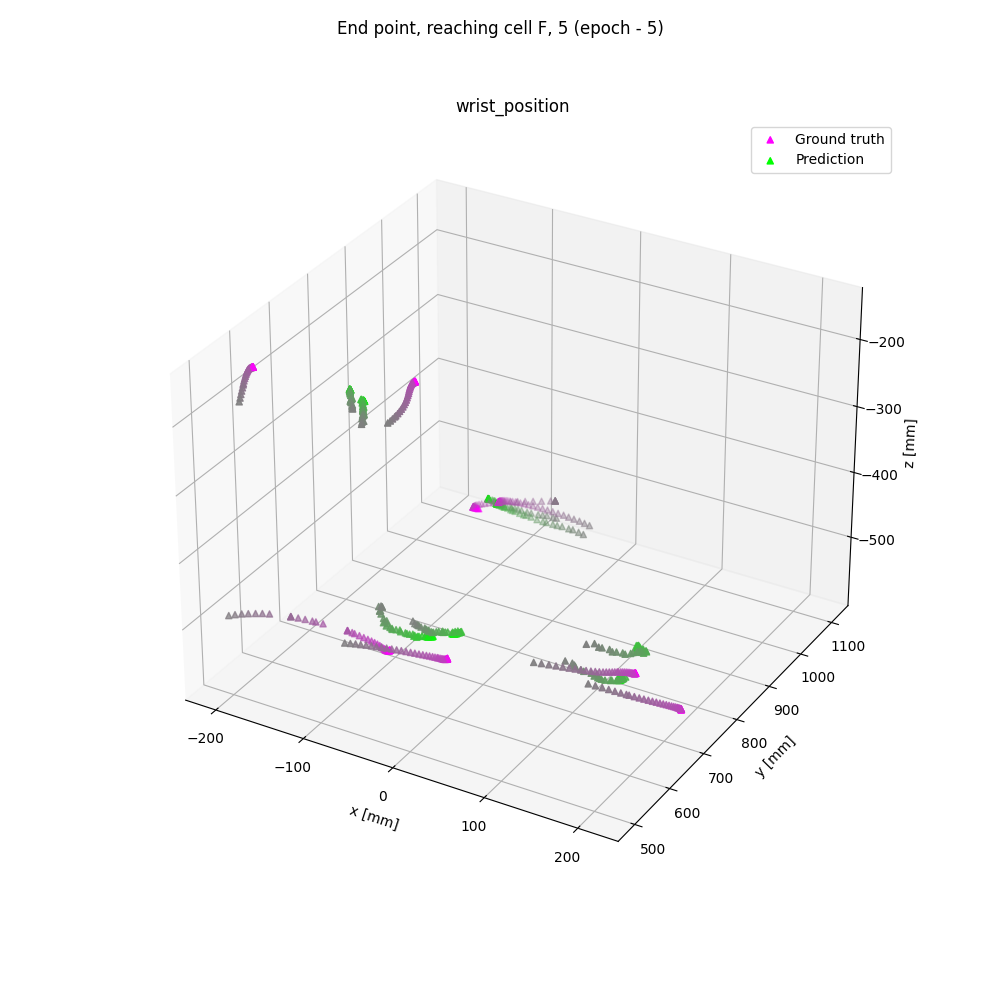 End point, reaching cell F, 5 (epoch - 5)
wrist_position
Ground truth
Prediction
−200
−300
−400
−500
z [mm]
1100
1000
900
800
700
600
500
y [mm]
−200
−100
0
100
200
x [mm]